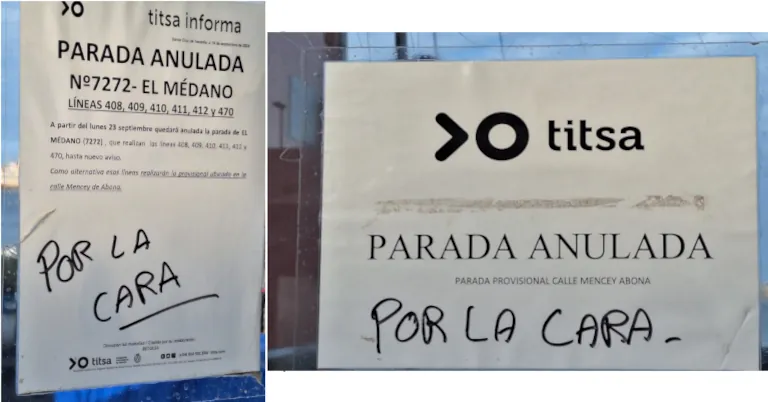 titsa informa
PARADA ANULADA
Nº7272- EL MÉDANO
LÍNEAS 408, 409, 410, 411, 412 y 470
A partir del lunes 23 septiembre quedará anulada la parada de EL
MÉDANO (7272) , que realizan las líneas 408, 409, 410, 411, 412 y
470, hasta nuevo aviso.
Como alternativa esas líneas realizarán la provisional ubicada en la
calle Mencey de Abona.
POR LA
CARA
titsa
titsa
PARADA ANULADA
PARADA PROVISIONAL CALLE MENCEY ABONA
POR LA CARA-